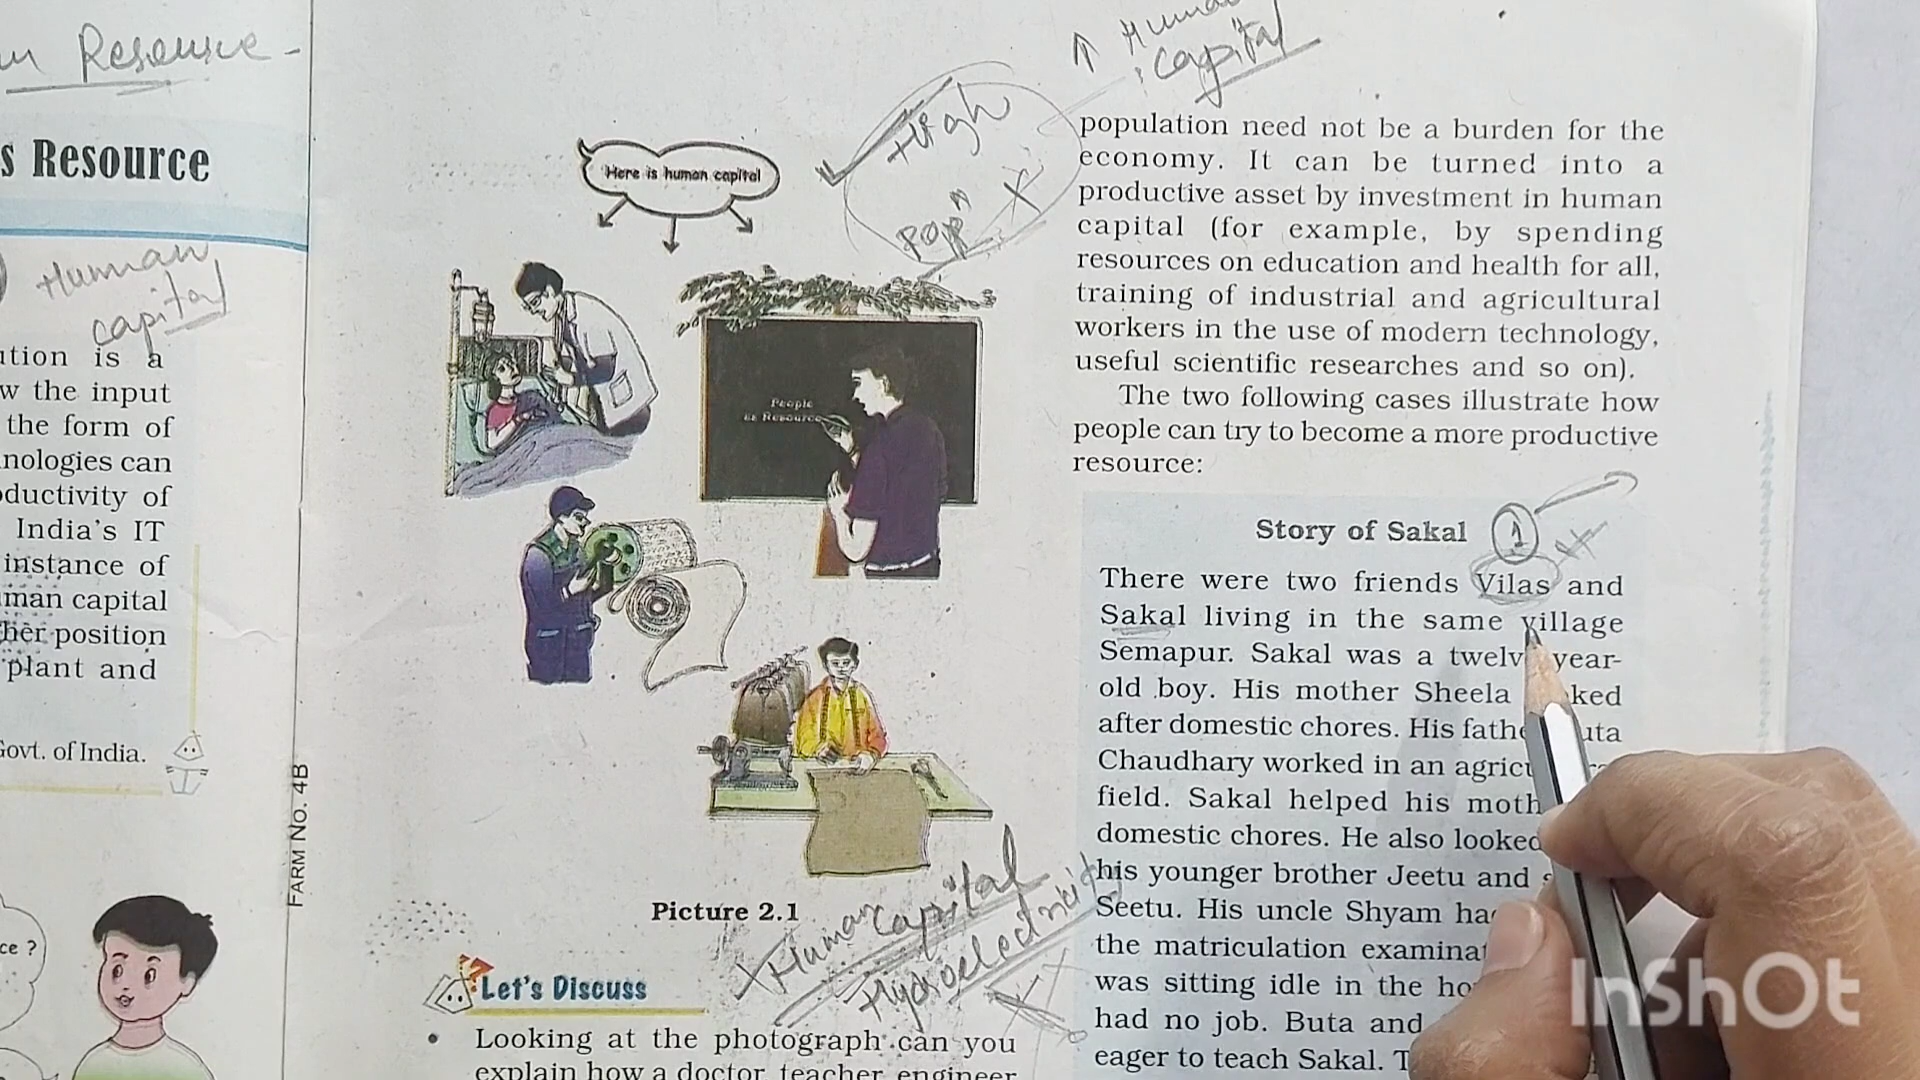 Resource -
s Resource
Human
capital
ution is a
w the input
the form of
nologies can
oductivity of
India's IT
instance of
man capital
her position
plant and
Govt. of India.
ce ?
FARM NO. 4B
Here is human capital
High
Popn X
↑ Human
capital
People
as Resource
Picture 2.1
Human capital
Hydroelectricity
Let's Discuss
• Looking at the photograph can you
explain how a doctor, teacher, engineer
population need not be a burden for the
economy. It can be turned into a
productive asset by investment in human
capital (for example, by spending
resources on education and health for all,
training of industrial and agricultural
workers in the use of modern technology,
useful scientific researches and so on).
The two following cases illustrate how
people can try to become a more productive
resource:
Story of Sakal 1
There were two friends Vilas and
Sakal living in the same village
Semapur. Sakal was a twelve year-
old boy. His mother Sheela ked
after domestic chores. His fathe uta
Chaudhary worked in an agricu
field. Sakal helped his moth
domestic chores. He also looked
his younger brother Jeetu and s
Seetu. His uncle Shyam ha
the matriculation examinat
was sitting idle in the ho
had no job. Buta and
eager to teach Sakal. T
InShOt